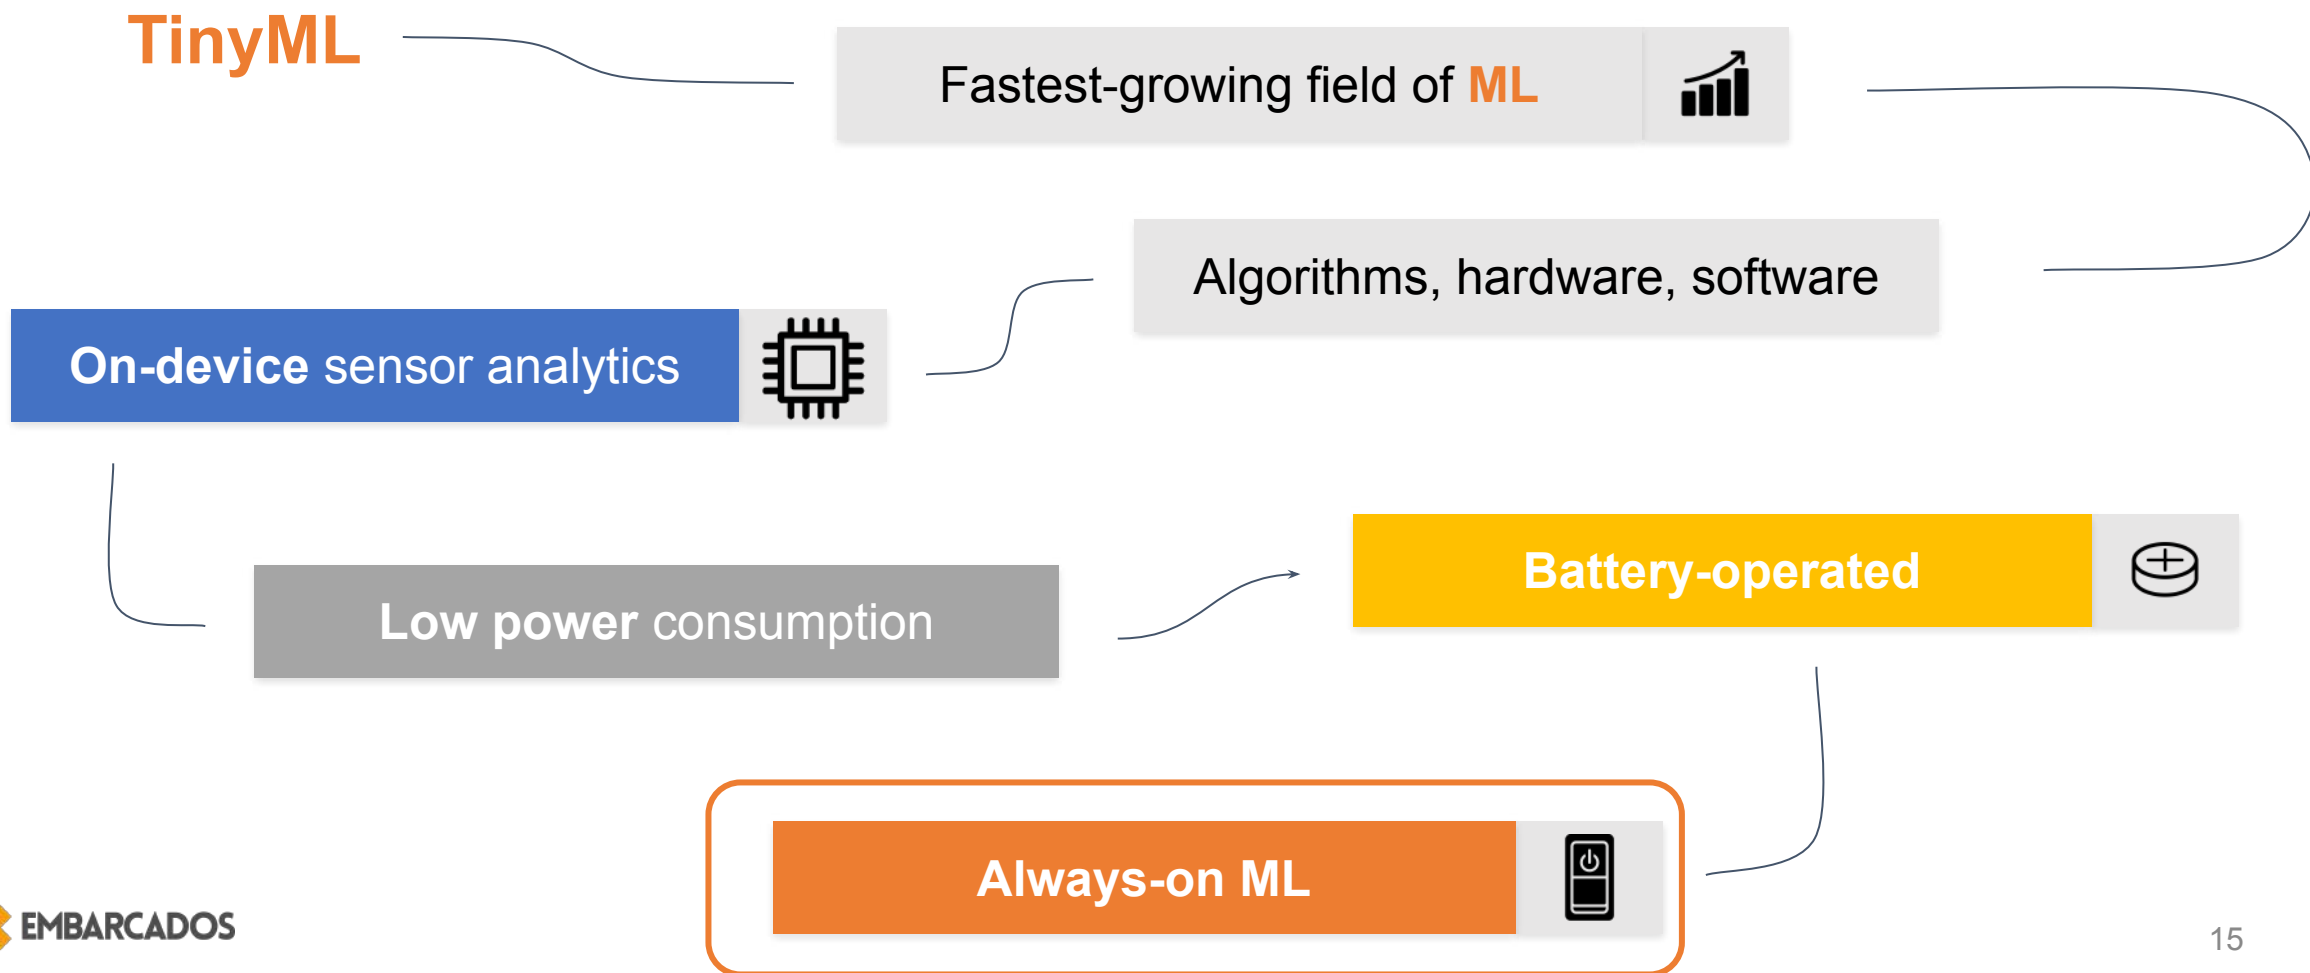 TinyML
Fastest-growing field of ML
Algorithms, hardware, software
On-device sensor analytics
Low power consumption
Battery-operated
Always-on ML
EMBARCADOS
15